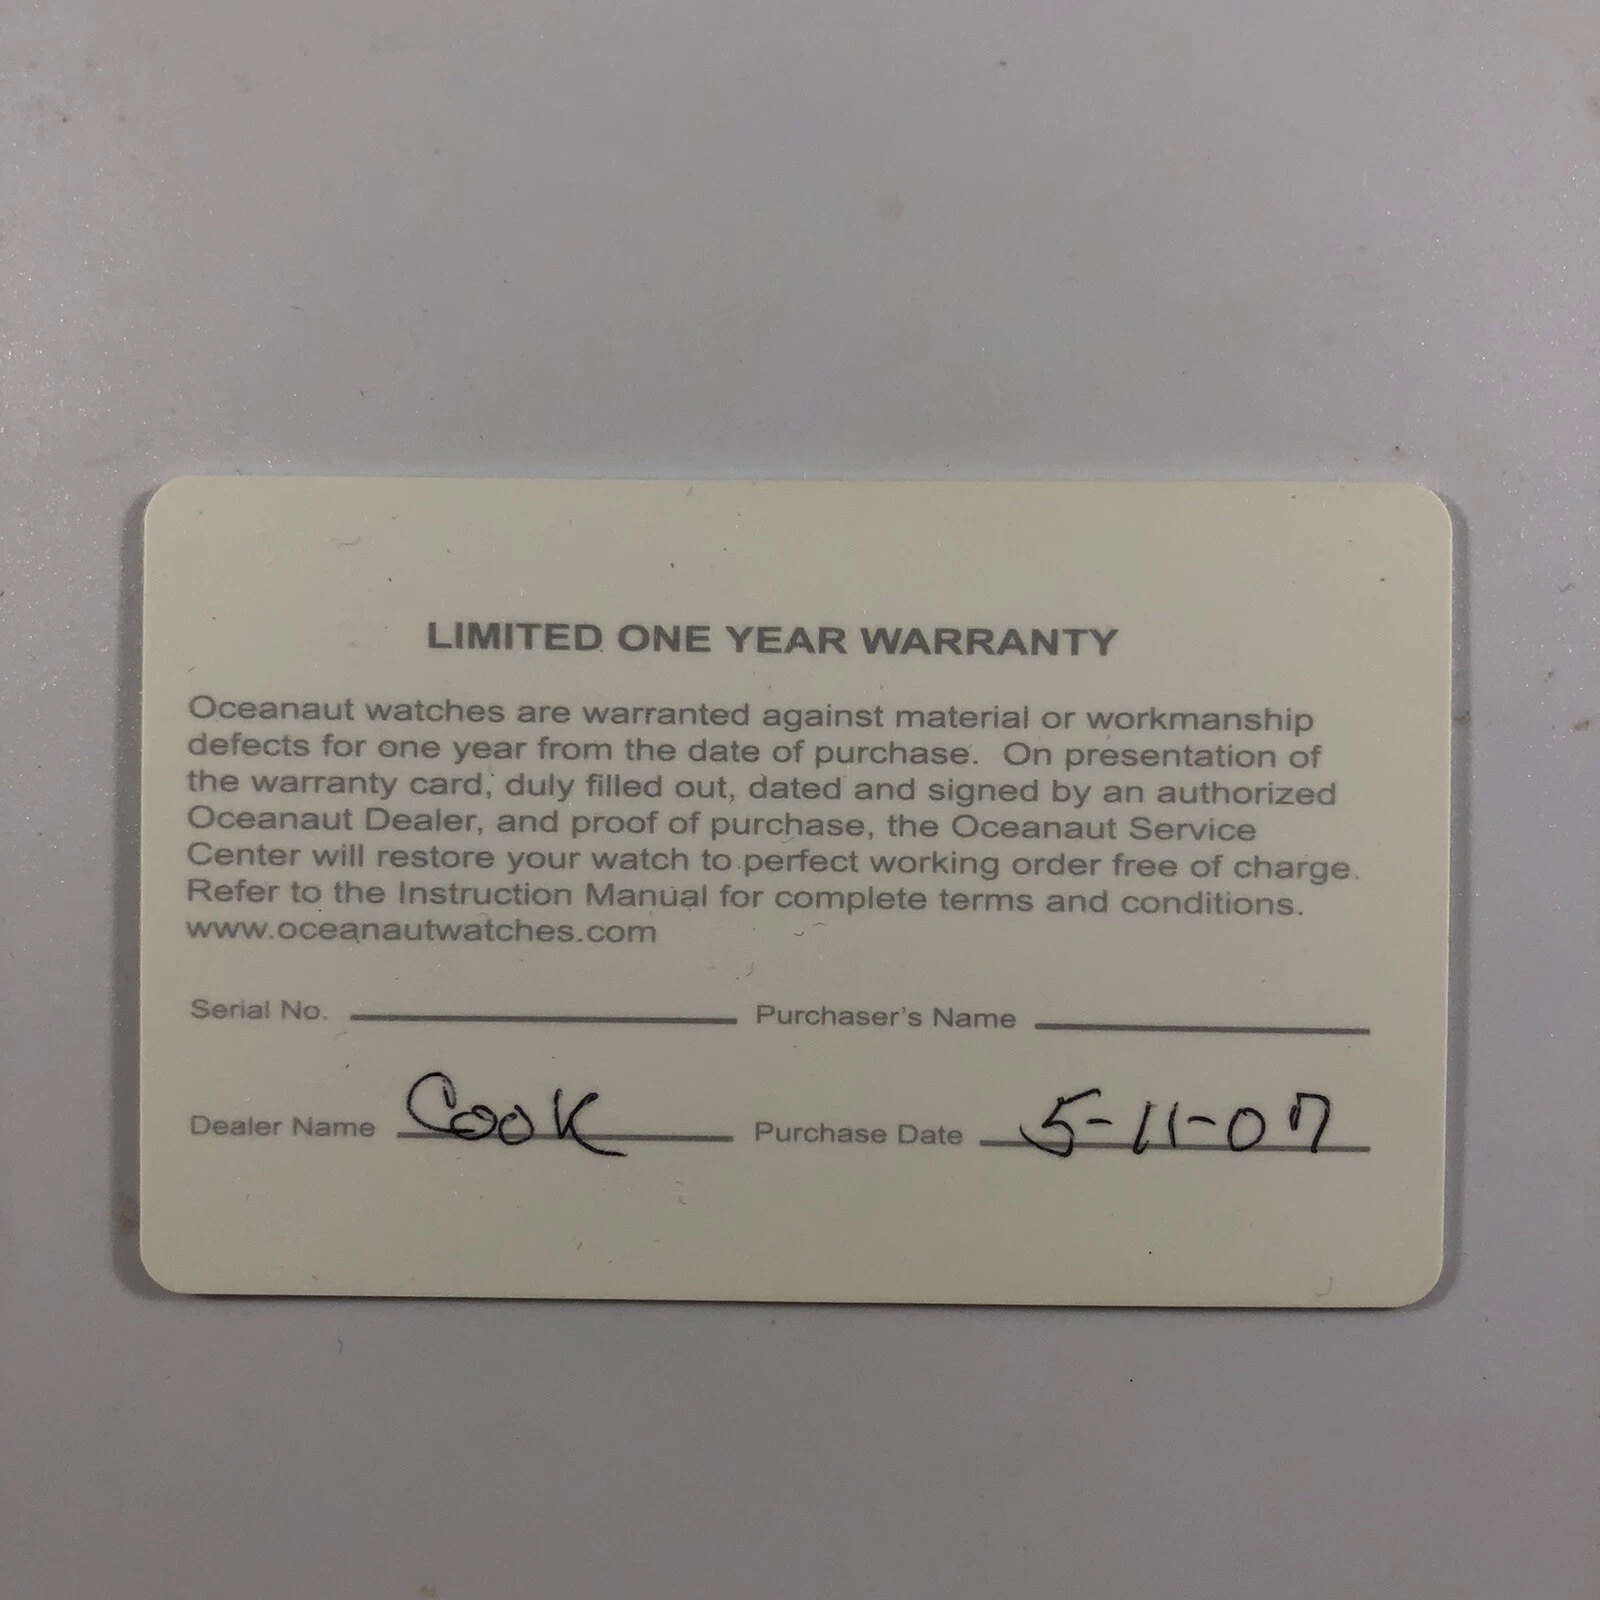 LIMITED ONE YEAR WARRANTY
Oceanaut watches are warranted against material or workmanship
defects for one year from the date of purchase. On presentation of
the warranty card, duly filled out, dated and signed by an authorized
Oceanaut Dealer, and proof of purchase, the Oceanaut Service
Center will restore your watch to perfect working order free of charge.
Refer to the Instruction Manual for complete terms and conditions.
www.oceanautwatches.com
Serial No. Purchaser's Name
Dealer Name Cook Purchase Date 5-11-07